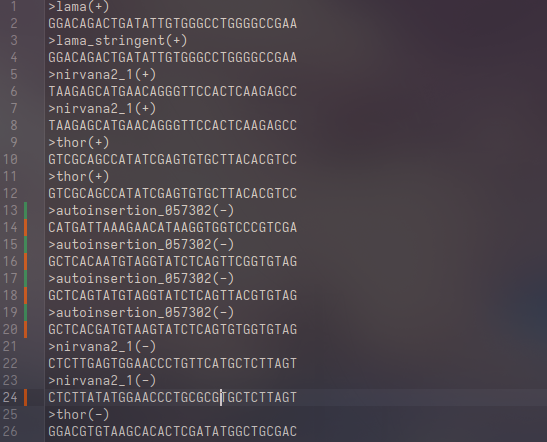 1 >lama(+)
2 GGACAGACTGATATTGTGGGCCTGGGGCCGAA
3 >lama_stringent(+)
4 GGACAGACTGATATTGTGGGCCTGGGGCCGAA
5 >nirvana2_1(+)
6 TAAGAGCATGAACAGGGTTCCACTCAAGAGCC
7 >nirvana2_1(+)
8 TAAGAGCATGAACAGGGTTCCACTCAAGAGCC
9 >thor(+)
10 GTCGCAGCCATATCGAGTGTGCTTACACGTCC
11 >thor(+)
12 GTCGCAGCCATATCGAGTGTGCTTACACGTCC
13 >autoinsertion_057302(-)
14 CATGATTAAAGAACATAAGGTGGTCCCGTCGA
15 >autoinsertion_057302(-)
16 GCTCACAATGTAGGTATCTCAGTTCGGTGTAG
17 >autoinsertion_057302(-)
18 GCTCAGTATGTAGGTATCTCAGTTACGTGTAG
19 >autoinsertion_057302(-)
20 GCTCACGATGTAAGTATCTCAGTGTGGTGTAG
21 >nirvana2_1(-)
22 CTCTTGAGTGGAACCCTGTTCATGCTCTTAGT
23 >nirvana2_1(-)
24 CTCTTATATGGAACCCTGCGCGTGCTCTTAGT
25 >thor(-)
26 GGACGTGTAAGCACACTCGATATGGCTGCGAC